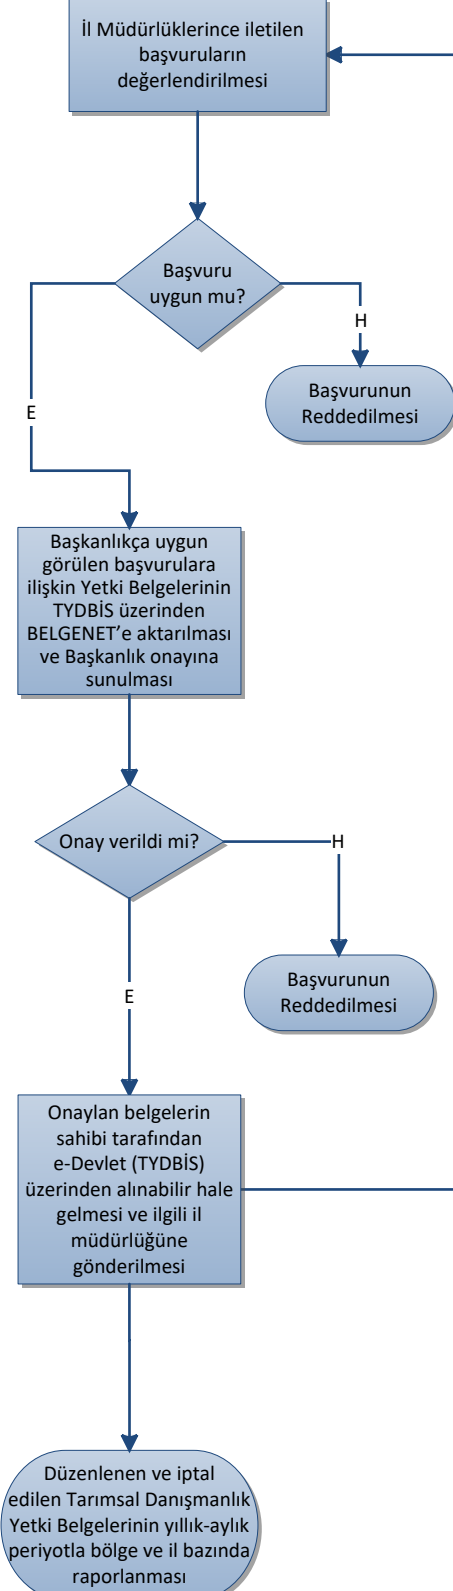 İl Müdürlüklerince iletilen
başvuruların
değerlendirilmesi
Başvuru
uygun mu?
H
Başvurunun
Reddedilmesi
E
Başkanlıkça uygun
görülen başvurulara
ilişkin Yetki Belgelerinin
TYDBİS üzerinden
BELGENET’e aktarılması
ve Başkanlık onayına
sunulması
Onay verildi mi?
H
Başvurunun
Reddedilmesi
E
Onaylan belgelerin
sahibi tarafından
e-Devlet (TYDBİS)
üzerinden alınabilir hale
gelmesi ve ilgili il
müdürlüğüne
gönderilmesi
Düzenlenen ve iptal
edilen Tarımsal Danışmanlık
Yetki Belgelerinin yıllık-aylık
periyotla bölge ve il bazında
raporlanması